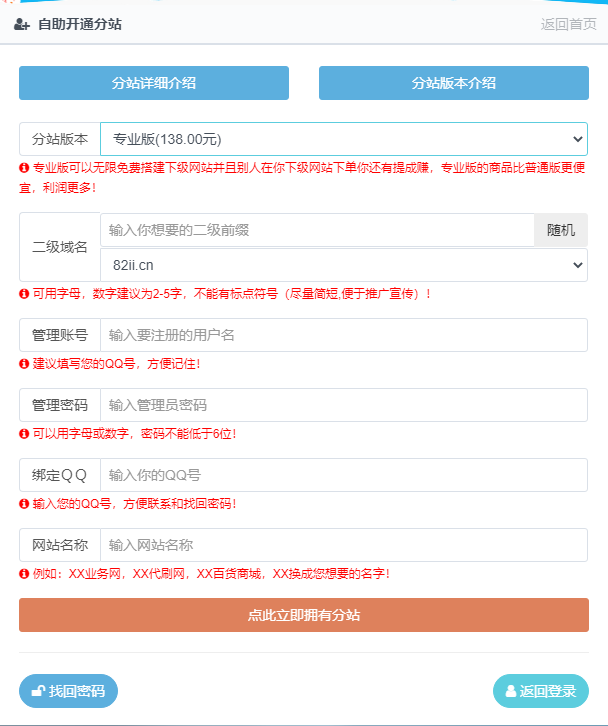 自助开通分站
返回首页
分站详细介绍
分站版本介绍
分站版本
专业版(138.00元)
专业版可以无限免费搭建下级网站并且别人在你下级网站下单你还有提成赚，专业版的商品比普通版更便
宜，利润更多！
二级域名
输入你想要的二级前缀
随机
82ii.cn
可用字母，数字建议为2-5字，不能有标点符号（尽量简短,便于推广宣传）！
管理账号
输入要注册的用户名
建议填写您的QQ号，方便记住！
管理密码
输入管理员密码
可以用字母或数字，密码不能低于6位！
绑定ＱＱ
输入你的QQ号
输入您的QQ号，方便联系和找回密码！
网站名称
输入网站名称
例如：XX业务网，XX代刷网，XX百货商城，XX换成您想要的名字！
点此立即拥有分站
找回密码
返回登录